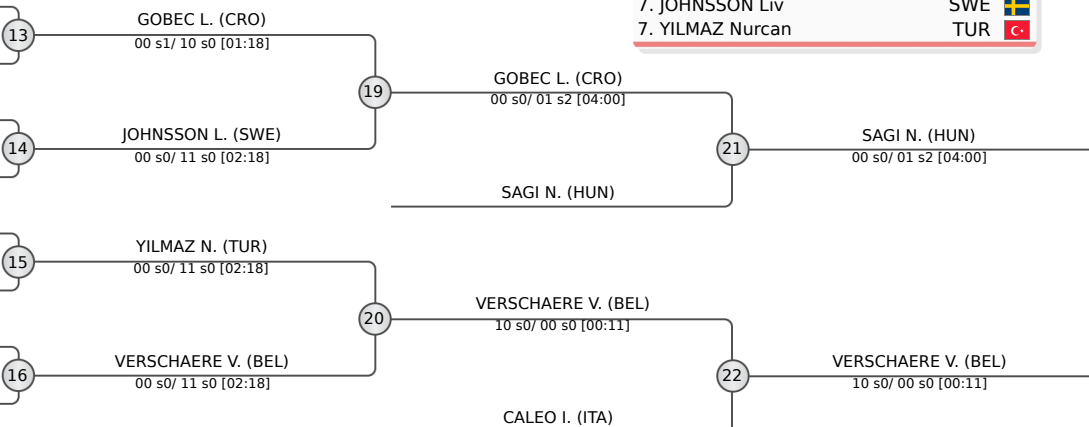 7. JOHNSSON Liv SWE
7. YILMAZ Nurcan TUR
13
GOBEC L. (CRO)
00 s1/ 10 s0 [01:18]
19
GOBEC L. (CRO)
00 s0/ 01 s2 [04:00]
14
JOHNSSON L. (SWE)
00 s0/ 11 s0 [02:18]
21
SAGI N. (HUN)
00 s0/ 01 s2 [04:00]
SAGI N. (HUN)
15
YILMAZ N. (TUR)
00 s0/ 11 s0 [02:18]
20
VERSCHAERE V. (BEL)
10 s0/ 00 s0 [00:11]
16
VERSCHAERE V. (BEL)
00 s0/ 11 s0 [02:18]
22
VERSCHAERE V. (BEL)
10 s0/ 00 s0 [00:11]
CALEO I. (ITA)